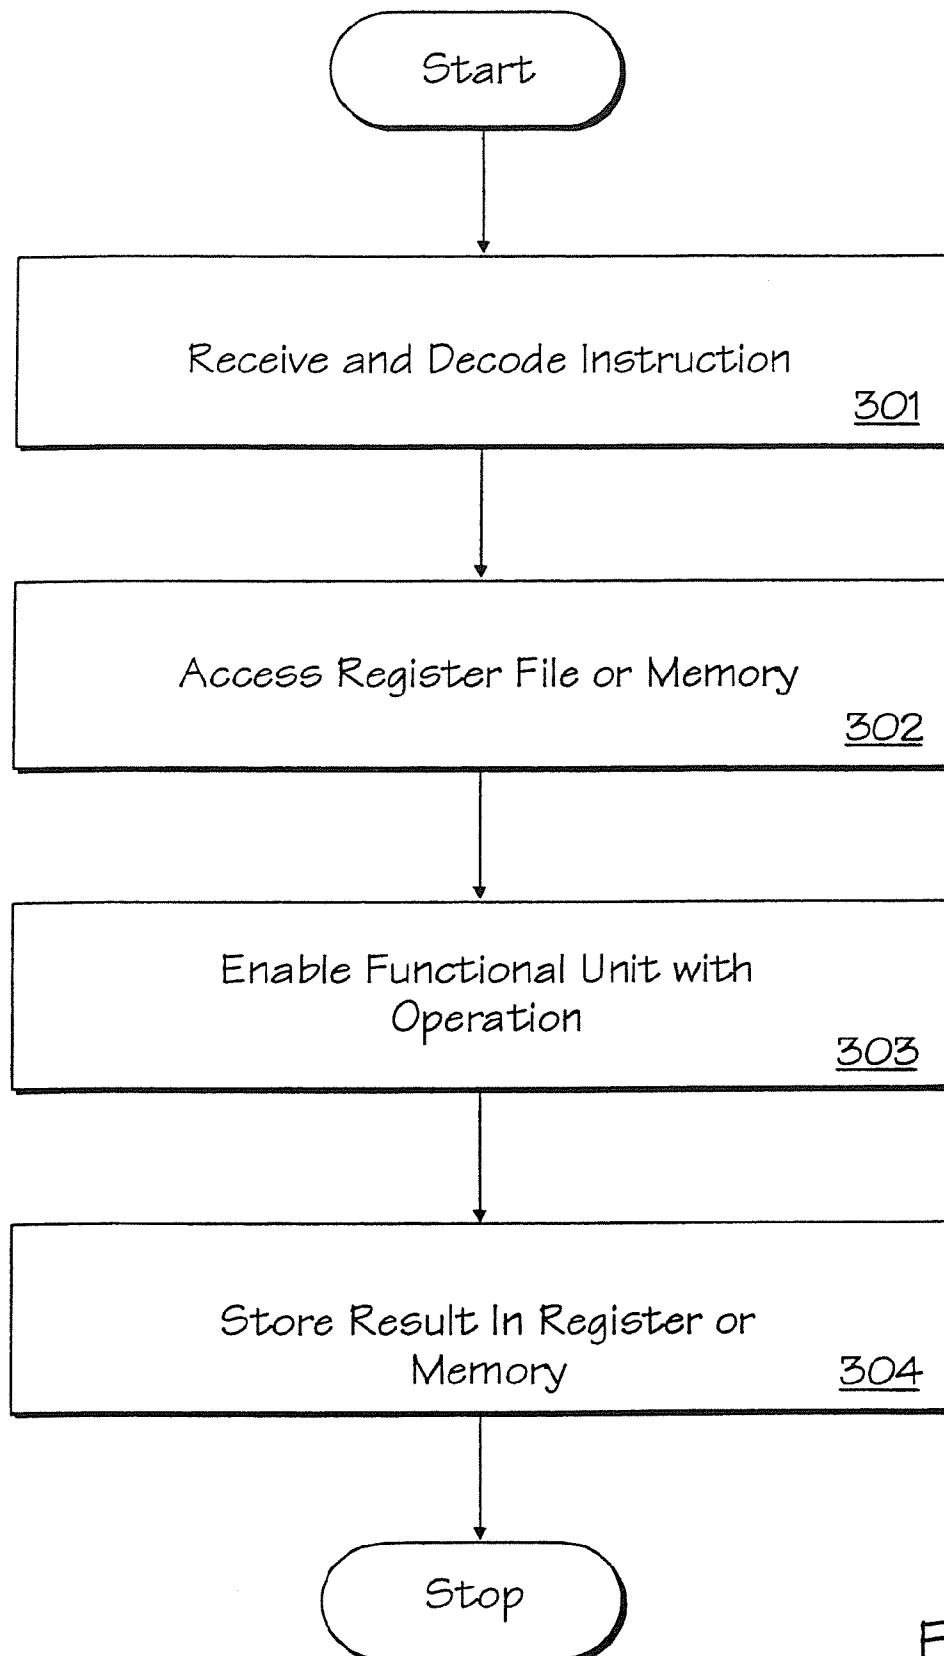 Start
Receive and Decode Instruction
301
Access Register File or Memory
302
Enable Functional Unit with
Operation
303
Store Result In Register or
Memory
304
Stop